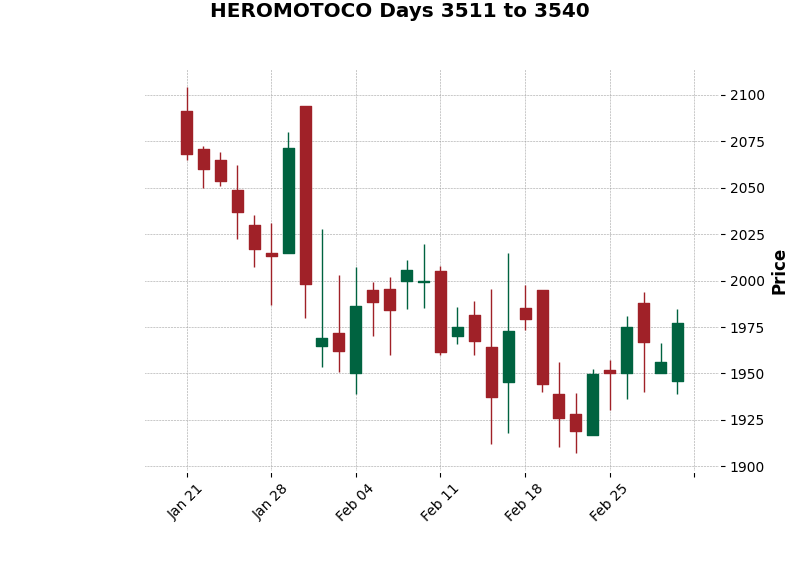 HEROMOTOCO Days 3511 to 3540
2100
2075
2050
2025
2000
1975
1950
1925
1900
Price
Jan 21
Jan 28
Feb 04
Feb 11
Feb 18
Feb 25